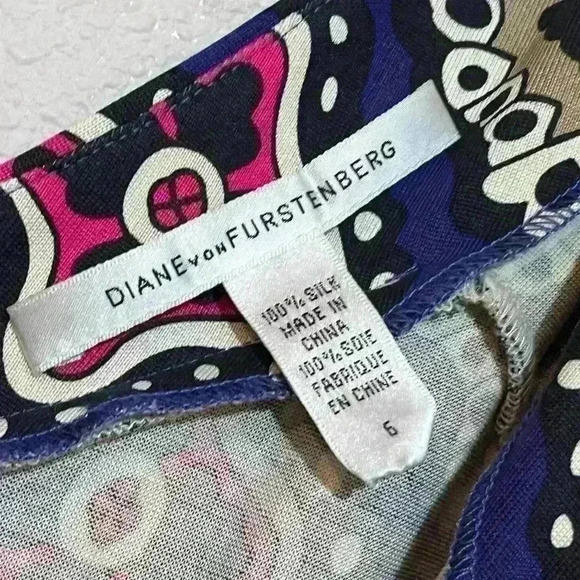 DIANE VON FURSTENBERG
100% SILK
MADE IN
CHINA
100% SOIE
FABRIQUE
EN CHINE
6